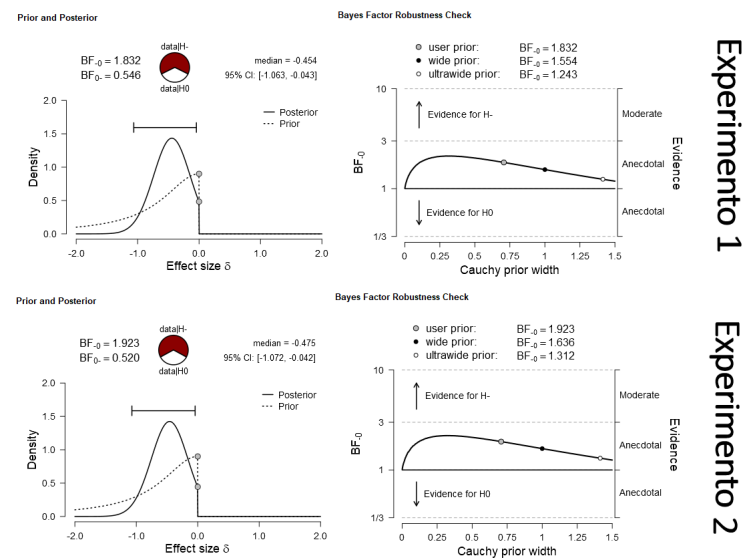 Prior and Posterior
data|H-
BF-0 = 1.832
BF0- = 0.546
data|H0
median = -0.454
95% CI: [-1.063, -0.043]
Posterior
Prior
Density
2.0
1.5
1.0
0.5
0.0
-2.0 -1.0 0.0 1.0 2.0
Effect size δ
Bayes Factor Robustness Check
user prior: BF-0 = 1.832
wide prior: BF-0 = 1.554
ultrawide prior: BF-0 = 1.243
BF-0
10
3
1
1/3
Evidence for H-
Evidence for H0
Moderate
Anecdotal
Anecdotal
Evidence
0 0.25 0.5 0.75 1 1.25 1.5
Cauchy prior width
Experimento 1
Prior and Posterior
data|H-
BF-0 = 1.923
BF0- = 0.520
data|H0
median = -0.475
95% CI: [-1.072, -0.042]
Posterior
Prior
Density
2.0
1.5
1.0
0.5
0.0
-2.0 -1.0 0.0 1.0 2.0
Effect size δ
Bayes Factor Robustness Check
user prior: BF-0 = 1.923
wide prior: BF-0 = 1.636
ultrawide prior: BF-0 = 1.312
BF-0
10
3
1
1/3
Evidence for H-
Evidence for H0
Moderate
Anecdotal
Anecdotal
Evidence
0 0.25 0.5 0.75 1 1.25 1.5
Cauchy prior width
Experimento 2